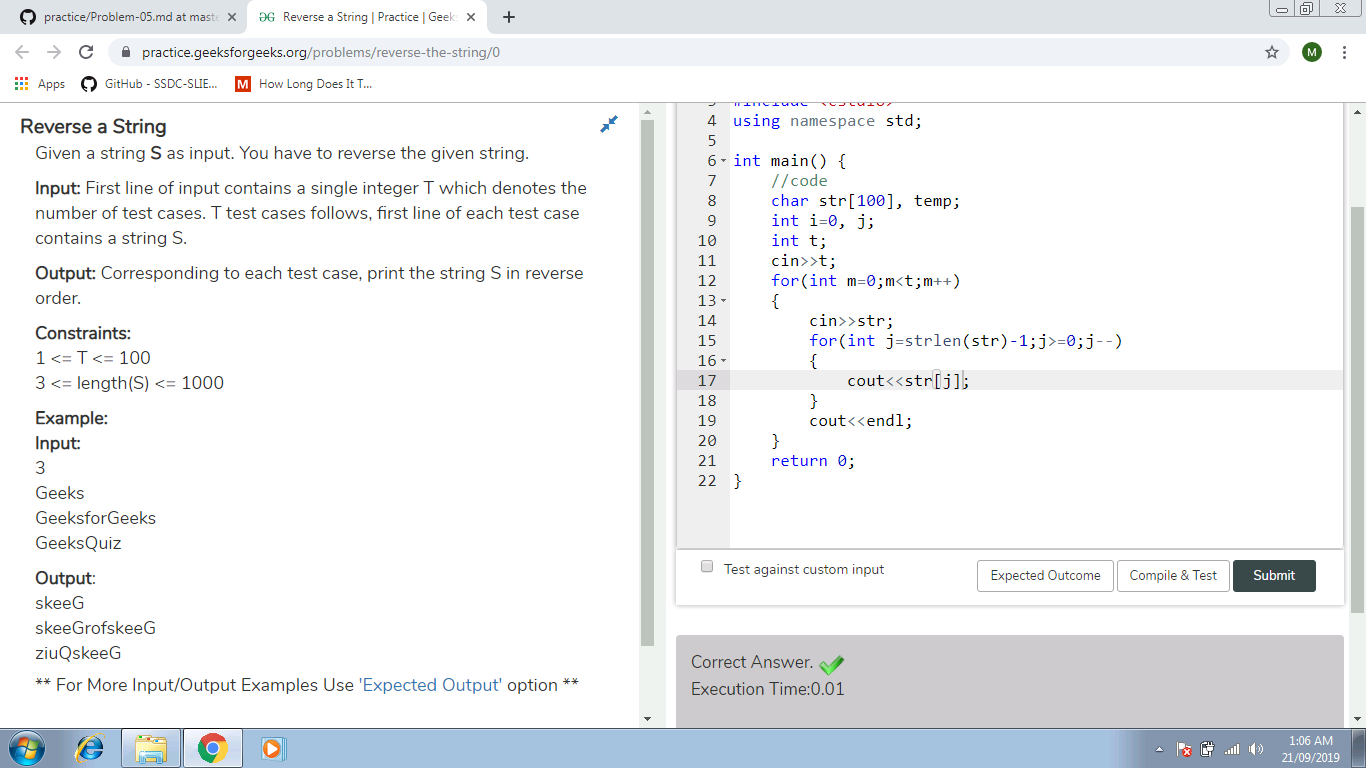 practice/Problem-05.md at maste
Reverse a String | Practice | Geek
practice.geeksforgeeks.org/problems/reverse-the-string/0
M
Apps
GitHub - SSDC-SLIE...
M
How Long Does It T...
Reverse a String
Given a string S as input. You have to reverse the given string.
Input: First line of input contains a single integer T which denotes the
number of test cases. T test cases follows, first line of each test case
contains a string S.
Output: Corresponding to each test case, print the string S in reverse
order.
Constraints:
1 <= T <= 100
3 <= length(S) <= 1000
Example:
Input:
3
Geeks
GeeksforGeeks
GeeksQuiz
Output:
skeeG
skeeGrofskeeG
ziuQskeeG
** For More Input/Output Examples Use 'Expected Output' option **
3 #include <cstdio>
4 using namespace std;
5
6 int main() {
7 //code
8 char str[100], temp;
9 int i=0, j;
10 int t;
11 cin>>t;
12 for(int m=0;m<t;m++)
13 {
14 cin>>str;
15 for(int j=strlen(str)-1;j>=0;j--)
16 {
17 cout<<str[j];
18 }
19 cout<<endl;
20 }
21 return 0;
22 }
Test against custom input
Expected Outcome
Compile & Test
Submit
Correct Answer.
Execution Time:0.01
1:06 AM
21/09/2019